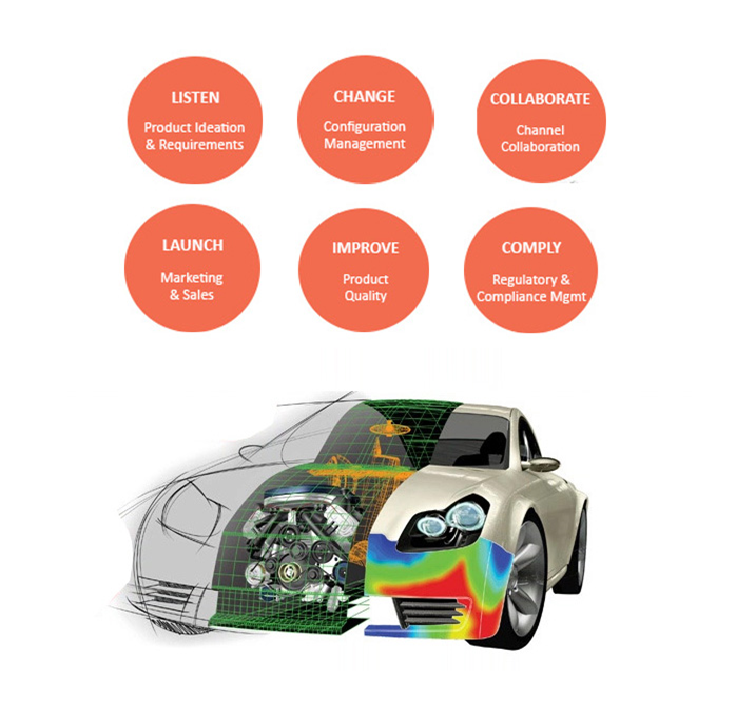 LISTEN
Product Ideation
& Requirements
CHANGE
Configuration
Management
COLLABORATE
Channel
Collaboration
LAUNCH
Marketing
& Sales
IMPROVE
Product
Quality
COMPLY
Regulatory &
Compliance Mgmt